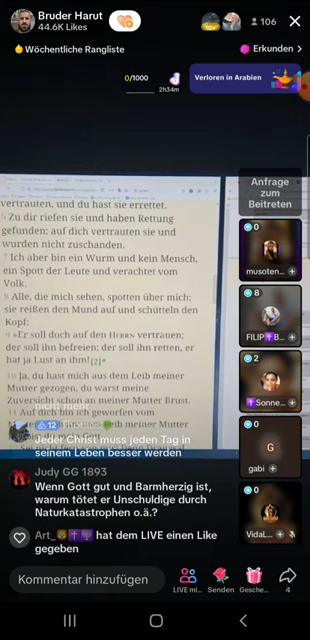 Bruder Harut
44.6K Likes
106
Wöchentliche Rangliste
Erkunden >
0/1000
2h34m
Verloren in Arabien
vertrauten, und du hast sie errettet.
6 Zu dir riefen sie und haben Rettung
gefunden; auf dich vertrauten sie und
wurden nicht zuschanden.
7 Ich aber bin ein Wurm und kein Mensch,
ein Spott der Leute und verachtet vom
Volk.
8 Alle, die mich sehen, spotten über mich;
sie reißen den Mund auf und schütteln den
Kopf:
9 »Er soll doch auf den HERRN vertrauen;
der soll ihn befreien; der soll ihn retten, er
hat ja Lust an ihm![2]«
10 Ja, du hast mich aus dem Leib meiner
Mutter gezogen, du warst meine
Zuversicht schon an meiner Mutter Brust.
11 Auf dich bin ich geworfen vom
Anfrage
zum
Beitreten
0
musoten...
8
FILIP✝️B...
2
✝️Sonne...
0
G
gabi
0
VidaL...
12
Jeder Christ muss jeden Tag in
seinem Leben besser werden
Judy GG 1893
Wenn Gott gut und Barmherzig ist,
warum tötet er Unschuldige durch
Naturkatastrophen o.ä.?
Art_ hat dem LIVE einen Like
gegeben
Kommentar hinzufügen
LIVE mi...
Senden
Gesche...
4